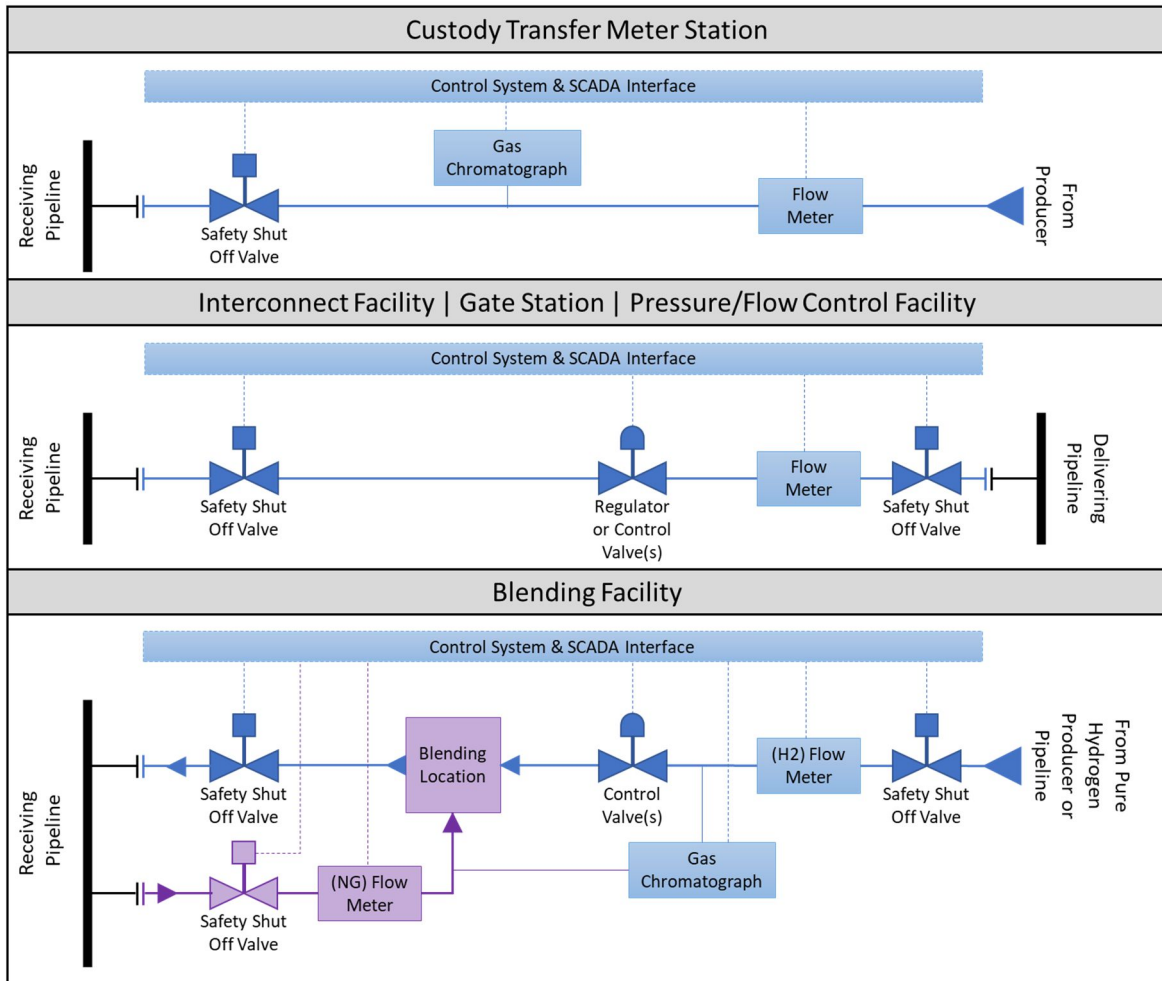 Custody Transfer Meter Station
Control System & SCADA Interface
Receiving
Pipeline
Safety Shut
Off Valve
Gas
Chromatograph
Flow
Meter
From
Producer
Interconnect Facility | Gate Station | Pressure/Flow Control Facility
Control System & SCADA Interface
Receiving
Pipeline
Safety Shut
Off Valve
Regulator
or Control
Valve(s)
Flow
Meter
Safety Shut
Off Valve
Delivering
Pipeline
Blending Facility
Control System & SCADA Interface
Receiving
Pipeline
Safety Shut
Off Valve
Blending
Location
Control
Valve(s)
(H2) Flow
Meter
Safety Shut
Off Valve
From Pure
Hydrogen
Producer or
Pipeline
Safety Shut
Off Valve
(NG) Flow
Meter
Gas
Chromatograph